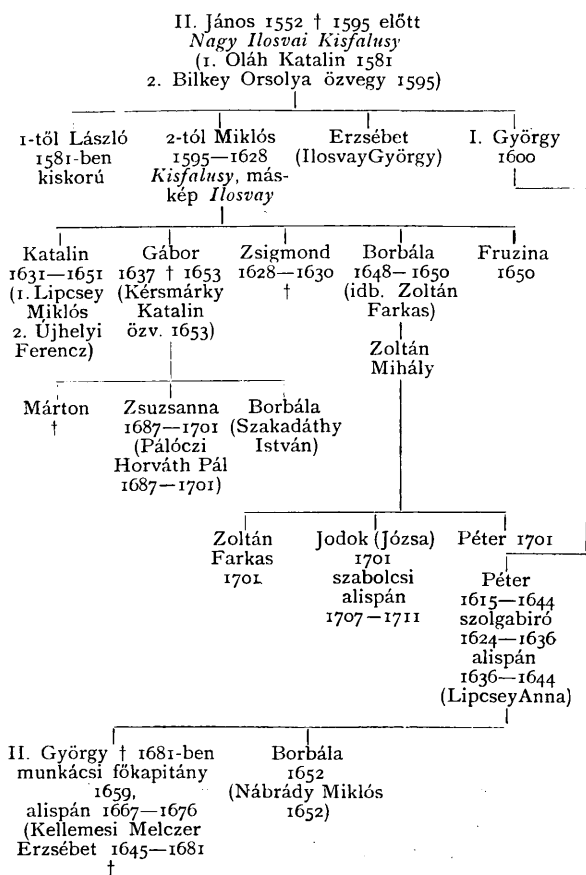 II. János 1552 † 1595 előtt
Nagy Ilosvai Kisfalusy
(1. Oláh Katalin 1581
2. Bilkey Orsolya özvegy 1595)
1-től László
1581-ben
kiskorú
2-tól Miklós
1595—1628
Kisfalusy, más-
kép Ilosvay
Erzsébet
(IlosvayGyörgy)
I. György
1600
Katalin
1631—1651
(1. Lipcsey
Miklós
2. Újhelyi
Ferencz)
Gábor
1637 † 1653
(Kérsmárky
Katalin
özv. 1653)
Zsigmond
1628—1630
†
Borbála
1648—1650
(idb. Zoltán
Farkas)
Fruzina
1650
Zoltán
Mihály
Márton
†
Zsuzsanna
1687—1701
(Pálóczi
Horváth Pál
1687—1701)
Borbála
(Szakadáthy
István)
Zoltán
Farkas
1701
Jodok (Józsa)
1701
szabolcsi
alispán
1707—1711
Péter 1701
Péter
1615—1644
szolgabiró
1624—1636
alispán
1636—1644
(LipcseyAnna)
II. György † 1681-ben
munkácsi főkapitány
1659,
alispán 1667—1676
(Kellemesi Melczer
Erzsébet 1645—1681
†
Borbála
1652
(Nábrády Miklós
1652)